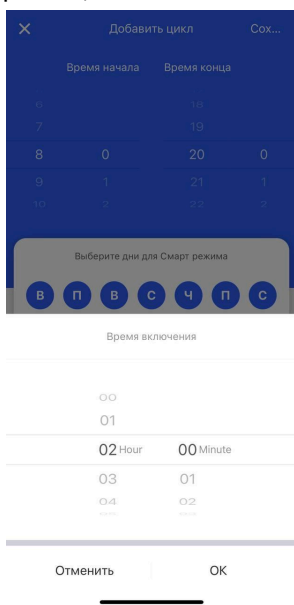 Добавить цикл Сох...
Время начала Время конца
6 18
7 19
8 0 20 0
9 1 21 1
10 2 22 2
Выберите дни для Смарт режима
В П В С Ч П С
Время включения
00
01
02 Hour 00 Minute
03 01
04 02
Отменить ОК